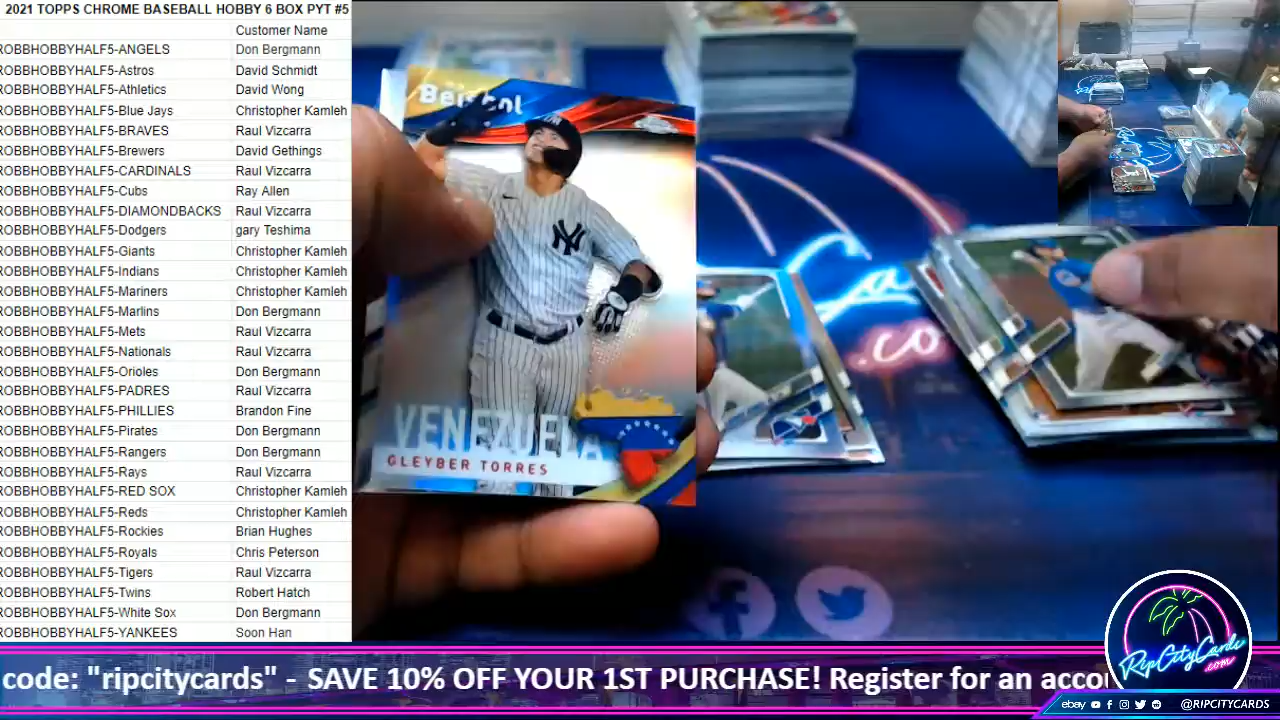 2021 TOPPS CHROME BASEBALL HOBBY 6 BOX PYT #5
Customer Name
ROBBHOBBYHALF5-ANGELS Don Bergmann
ROBBHOBBYHALF5-Astros David Schmidt
ROBBHOBBYHALF5-Athletics David Wong
ROBBHOBBYHALF5-Blue Jays Christopher Kamleh
ROBBHOBBYHALF5-BRAVES Raul Vizcarra
ROBBHOBBYHALF5-Brewers David Gethings
ROBBHOBBYHALF5-CARDINALS Raul Vizcarra
ROBBHOBBYHALF5-Cubs Ray Allen
ROBBHOBBYHALF5-DIAMONDBACKS Raul Vizcarra
ROBBHOBBYHALF5-Dodgers gary Teshima
ROBBHOBBYHALF5-Giants Christopher Kamleh
ROBBHOBBYHALF5-Indians Christopher Kamleh
ROBBHOBBYHALF5-Mariners Christopher Kamleh
ROBBHOBBYHALF5-Marlins Don Bergmann
ROBBHOBBYHALF5-Mets Raul Vizcarra
ROBBHOBBYHALF5-Nationals Raul Vizcarra
ROBBHOBBYHALF5-Orioles Don Bergmann
ROBBHOBBYHALF5-PADRES Raul Vizcarra
ROBBHOBBYHALF5-PHILLIES Brandon Fine
ROBBHOBBYHALF5-Pirates Don Bergmann
ROBBHOBBYHALF5-Rangers Don Bergmann
ROBBHOBBYHALF5-Rays Raul Vizcarra
ROBBHOBBYHALF5-RED SOX Christopher Kamleh
ROBBHOBBYHALF5-Reds Christopher Kamleh
ROBBHOBBYHALF5-Rockies Brian Hughes
ROBBHOBBYHALF5-Royals Chris Peterson
ROBBHOBBYHALF5-Tigers Raul Vizcarra
ROBBHOBBYHALF5-Twins Robert Hatch
ROBBHOBBYHALF5-White Sox Don Bergmann
ROBBHOBBYHALF5-YANKEES Soon Han
NY
VENEZUELA
GLEYBER TORRES
Ca
.co
RipCityCards
.com
code: "ripcitycards" - SAVE 10% OFF YOUR 1ST PURCHASE! Register for an accou
ebay @RIPCITYCARDS